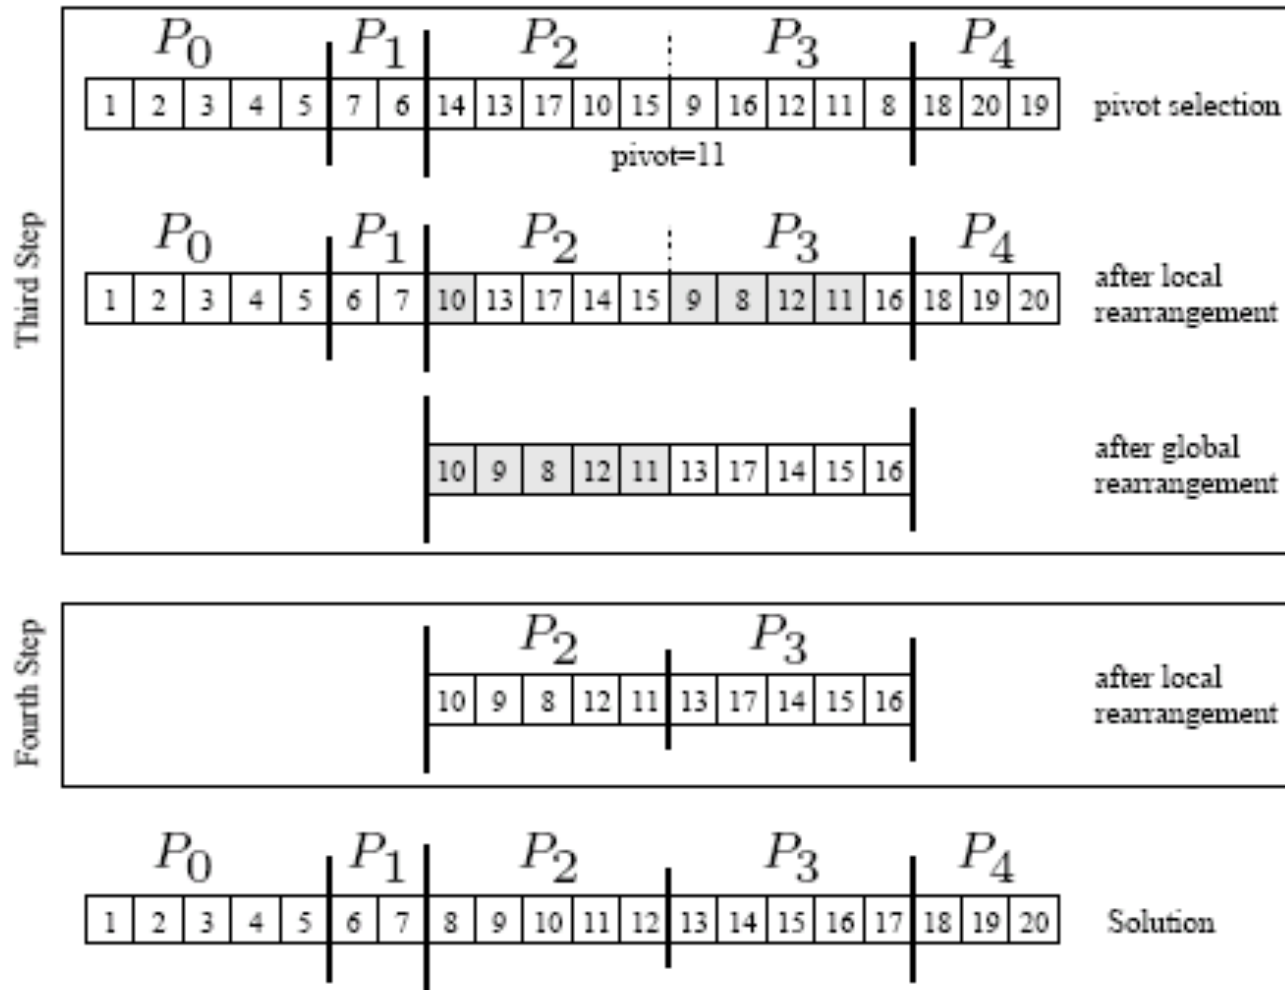 P0 P1 P2 P3 P4
1 2 3 4 5 7 6 14 13 17 10 15 9 16 12 11 8 18 20 19 pivot selection
pivot=11
Third Step
P0 P1 P2 P3 P4
1 2 3 4 5 6 7 10 13 17 14 15 9 8 12 11 16 18 19 20 after local
rearrangement
10 9 8 12 11 13 17 14 15 16 after global
rearrangement
Fourth Step
P2 P3
10 9 8 12 11 13 17 14 15 16 after local
rearrangement
P0 P1 P2 P3 P4
1 2 3 4 5 6 7 8 9 10 11 12 13 14 15 16 17 18 19 20 Solution